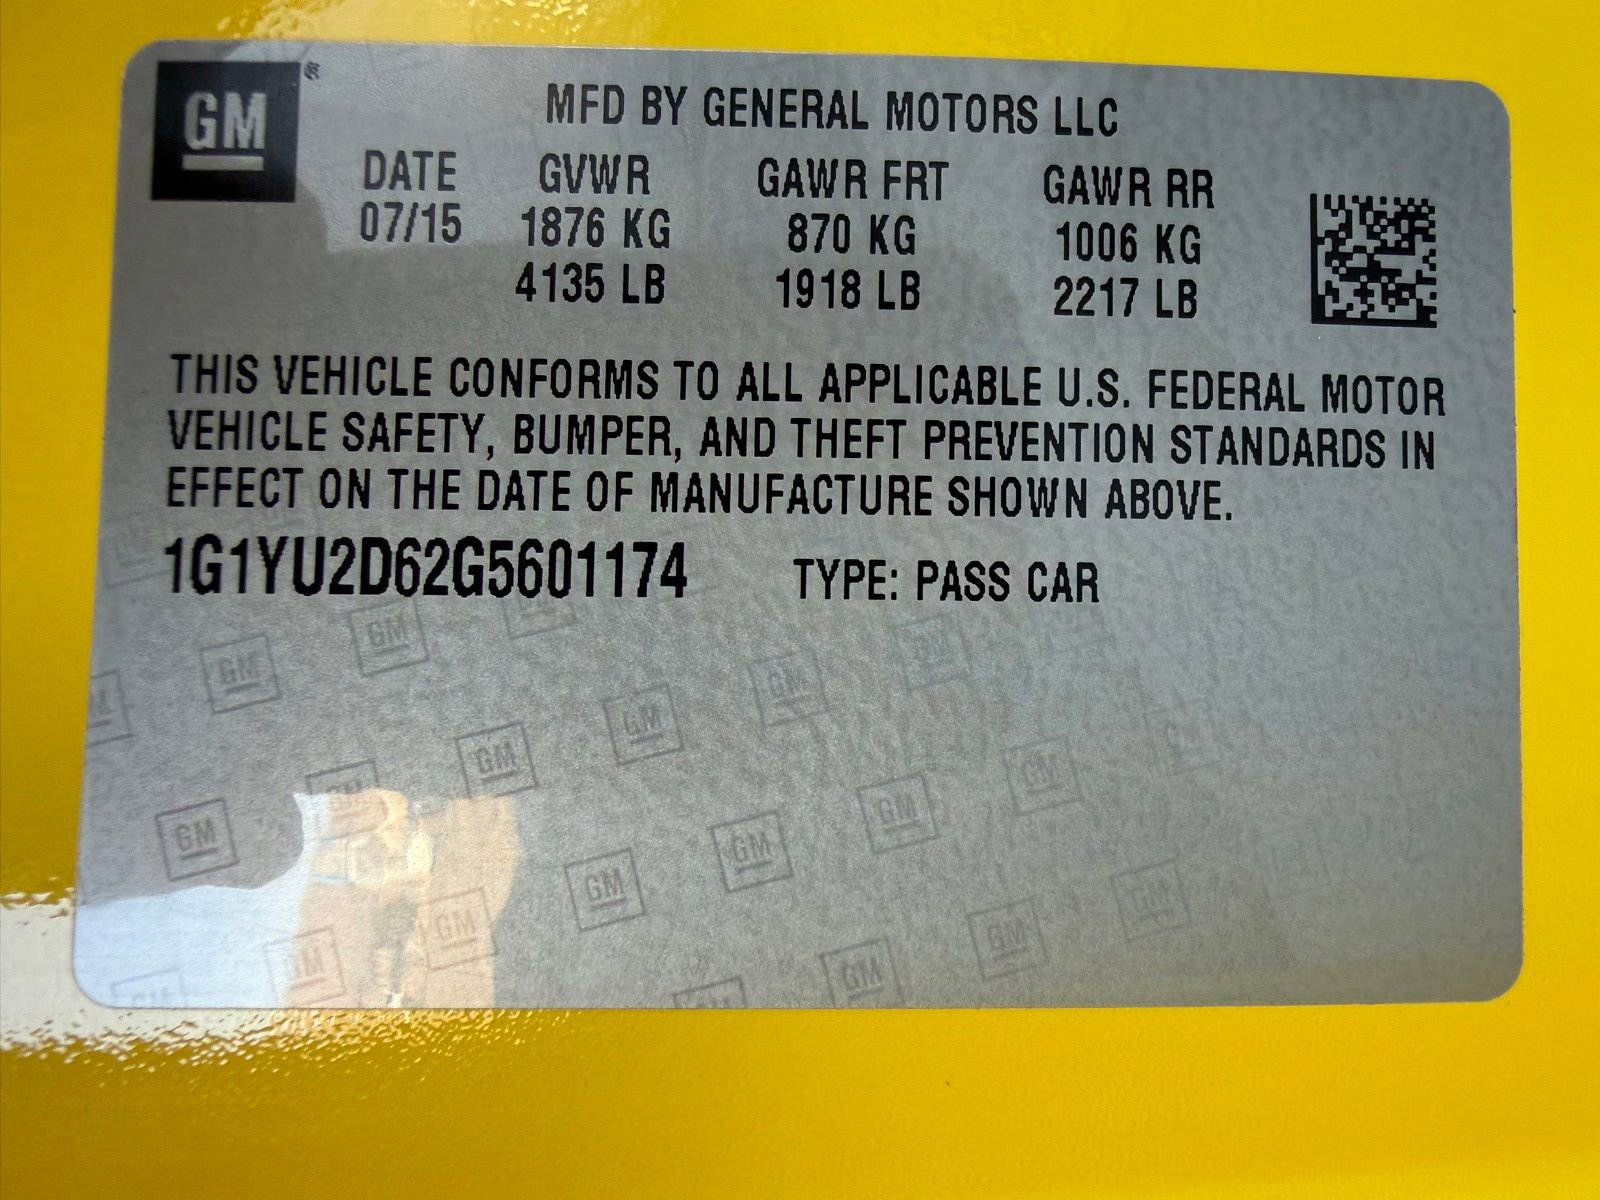 GM®
MFD BY GENERAL MOTORS LLC
DATE GVWR GAWR FRT GAWR RR
07/15 1876 KG 870 KG 1006 KG
4135 LB 1918 LB 2217 LB
THIS VEHICLE CONFORMS TO ALL APPLICABLE U.S. FEDERAL MOTOR
VEHICLE SAFETY, BUMPER, AND THEFT PREVENTION STANDARDS IN
EFFECT ON THE DATE OF MANUFACTURE SHOWN ABOVE.
1G1YU2D62G5601174 TYPE: PASS CAR